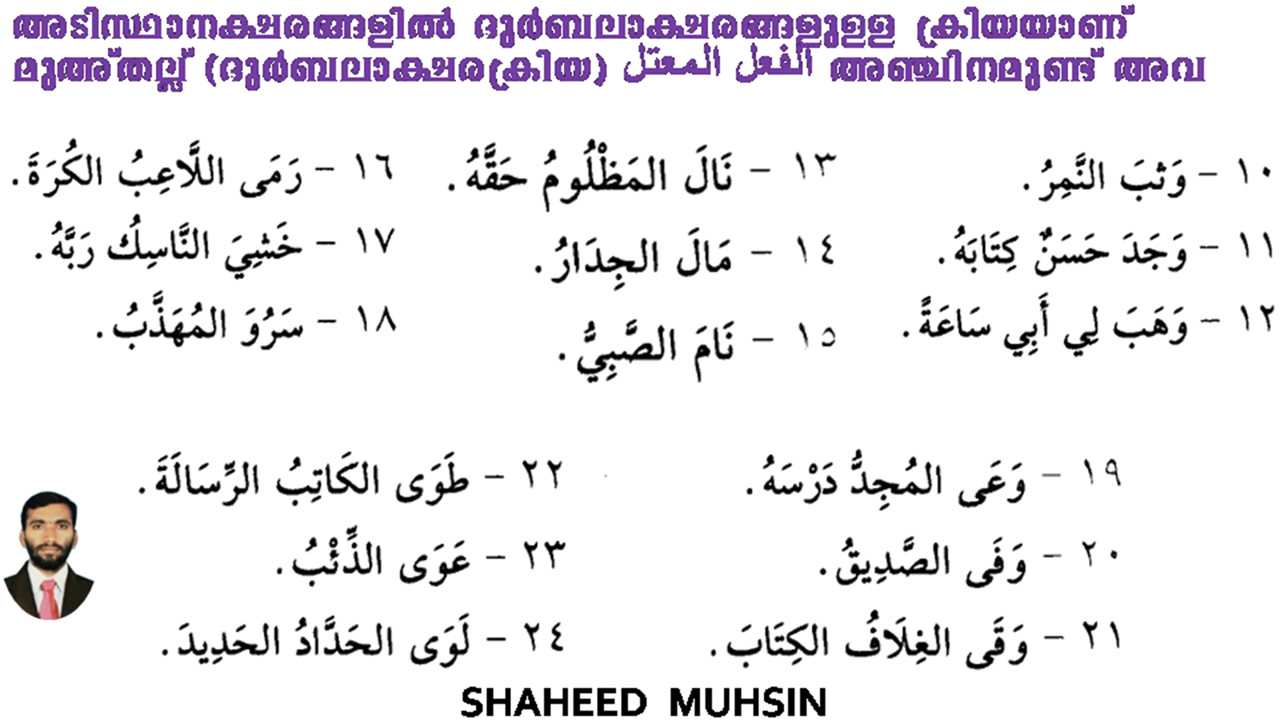 അടിസ്ഥാനക്ഷരങ്ങളിൽ ദുർബലാക്ഷരങ്ങളുള്ള ക്രിയയാണ്
മുഅ്തല്ല് (ദുർബലാക്ഷരക്രിയ) الفعل المعتل അഞ്ചിനമുണ്ട് അവ
١٠ - وَثبَ النَّمِرُ.
١١ - وَجَدَ حَسَنٌ كِتَابَهُ.
١٢ - وَهَبَ لِي أَبِي سَاعَةً.
١٣ - نَالَ المَظْلُومُ حَقَّهُ.
١٤ - مَالَ الجِدَارُ.
١٥ - نَامَ الصَّبِيُّ.
١٦ - رَمَى اللَّاعِبُ الكُرَةَ.
١٧ - خَشِيَ النَّاسِكُ رَبَّهُ.
١٨ - سَرُوَ المُهَذَّبُ.
١٩ - وَعَى المُجِدُّ دَرْسَهُ.
٢٠ - وَفَى الصَّدِيقُ.
٢١ - وَقَى الغِلَافُ الكِتَابَ.
٢٢ - طَوَى الكَاتِبُ الرِّسَالَةَ.
٢٣ - عَوَى الذِّئْبُ.
٢٤ - لَوَى الحَدَّادُ الحَدِيدَ.
SHAHEED MUHSIN